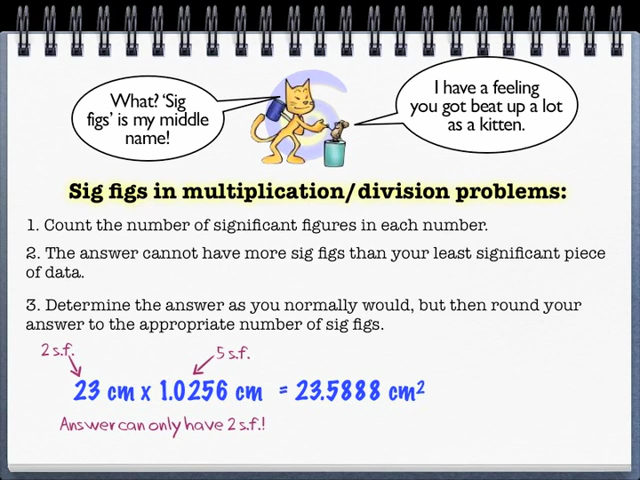 What? ‘Sig
figs’ is my middle
name!
I have a feeling
you got beat up a lot
as a kitten.
Sig figs in multiplication/division problems:
1. Count the number of significant figures in each number.
2. The answer cannot have more sig figs than your least significant piece
of data.
3. Determine the answer as you normally would, but then round your
answer to the appropriate number of sig figs.
2 s.f. 5 s.f.
23 cm x 1.0256 cm = 23.5888 cm²
Answer can only have 2 s.f.!